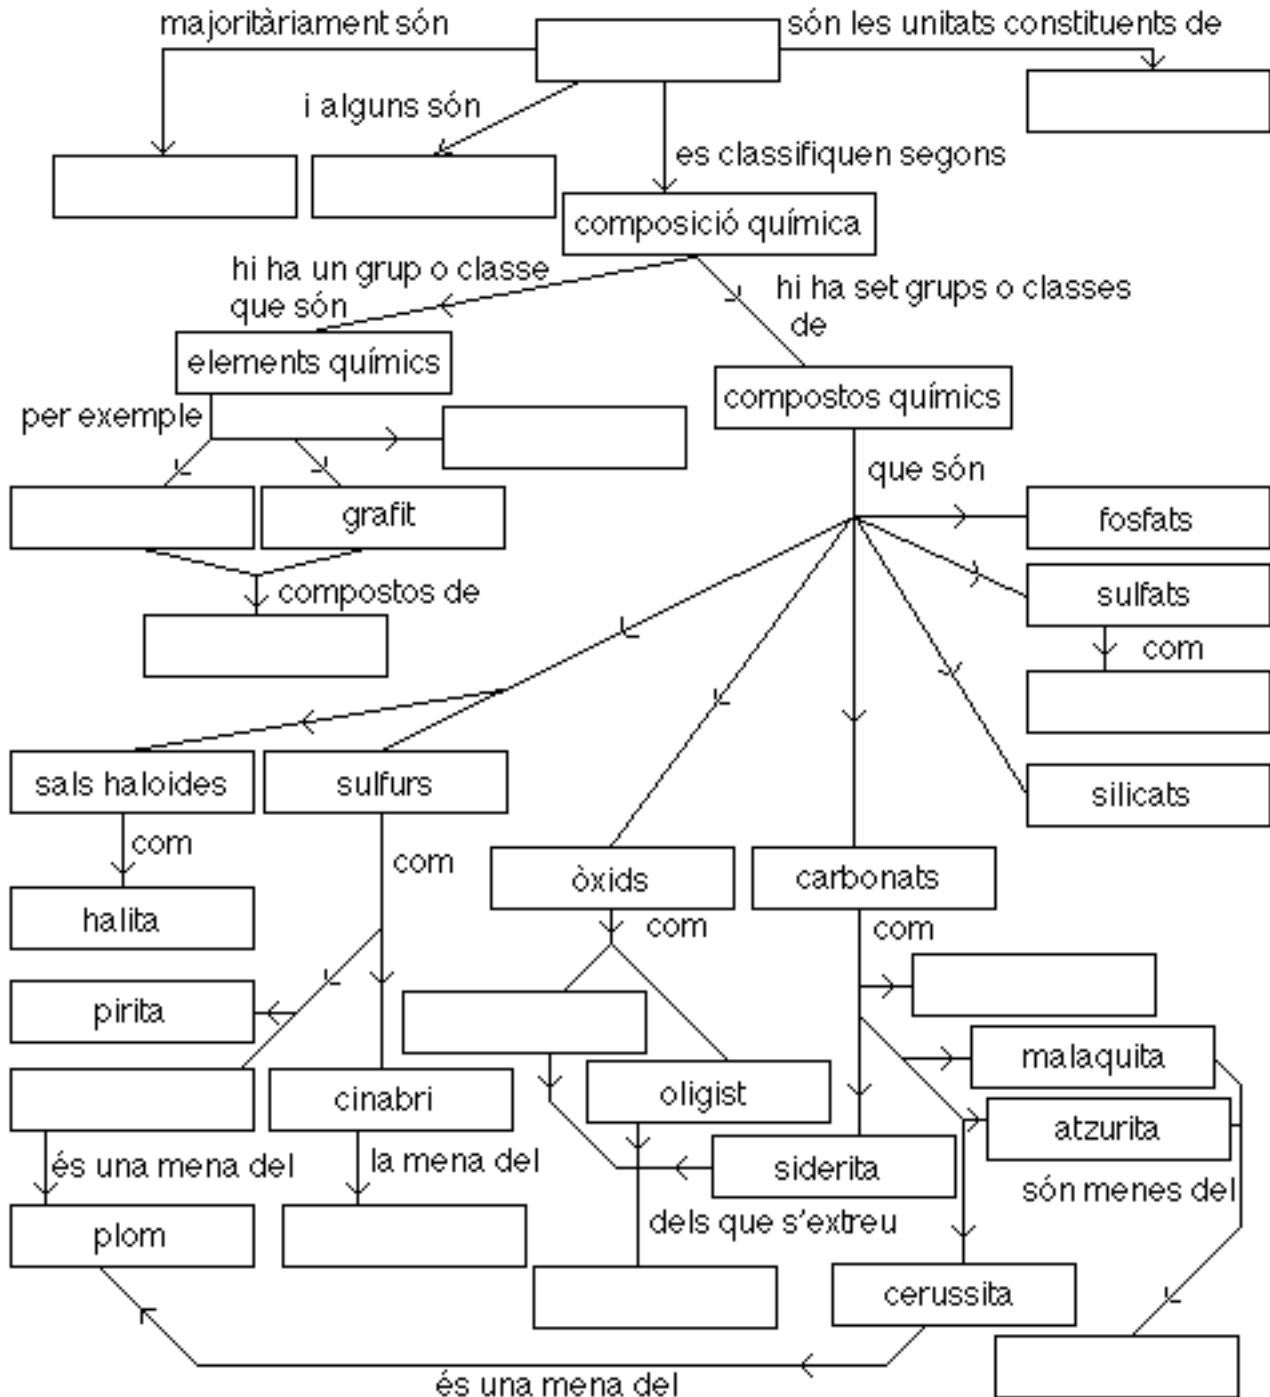 majoritàriament són
són les unitats constituents de
i alguns són
es classifiquen segons
composició química
hi ha un grup o classe
que són
hi ha set grups o classes
de
elements químics
compostos químics
per exemple
que són
grafit
fosfats
compostos de
sulfats
com
sals haloides
sulfurs
silicats
com
com
òxids
carbonats
halita
com
com
pirita
malaquita
cinabri
oligist
atzurita
és una mena del
la mena del
siderita
són menes del
plom
dels que s'extreu
cerussita
és una mena del